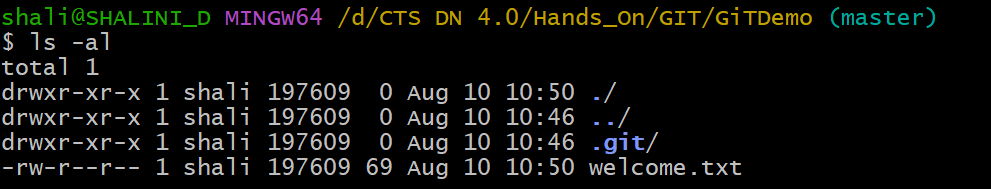 shali@SHALINI_D MINGW64 /d/CTS DN 4.0/Hands_On/GIT/GiTDemo (master)
$ ls -al
total 1
drwxr-xr-x 1 shali 197609  0 Aug 10 10:50 ./
drwxr-xr-x 1 shali 197609  0 Aug 10 10:46 ../
drwxr-xr-x 1 shali 197609  0 Aug 10 10:46 .git/
-rw-r--r-- 1 shali 197609 69 Aug 10 10:50 welcome.txt